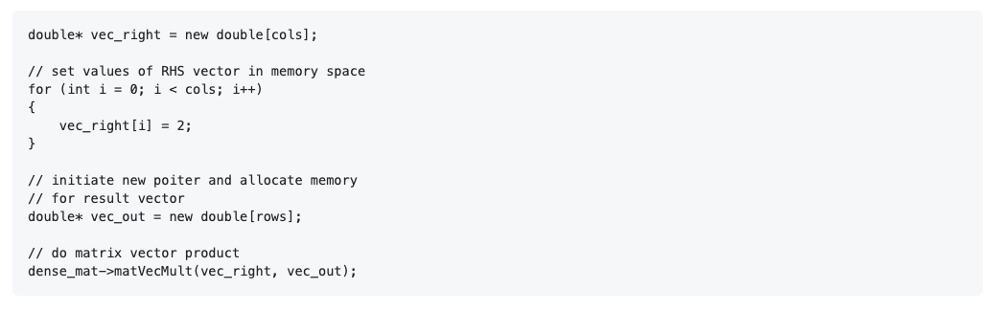 double* vec_right = new double[cols];
// set values of RHS vector in memory space
for (int i = 0; i < cols; i++)
{
    vec_right[i] = 2;
}
// initiate new poiter and allocate memory
// for result vector
double* vec_out = new double[rows];
// do matrix vector product
dense_mat->matVecMult(vec_right, vec_out);